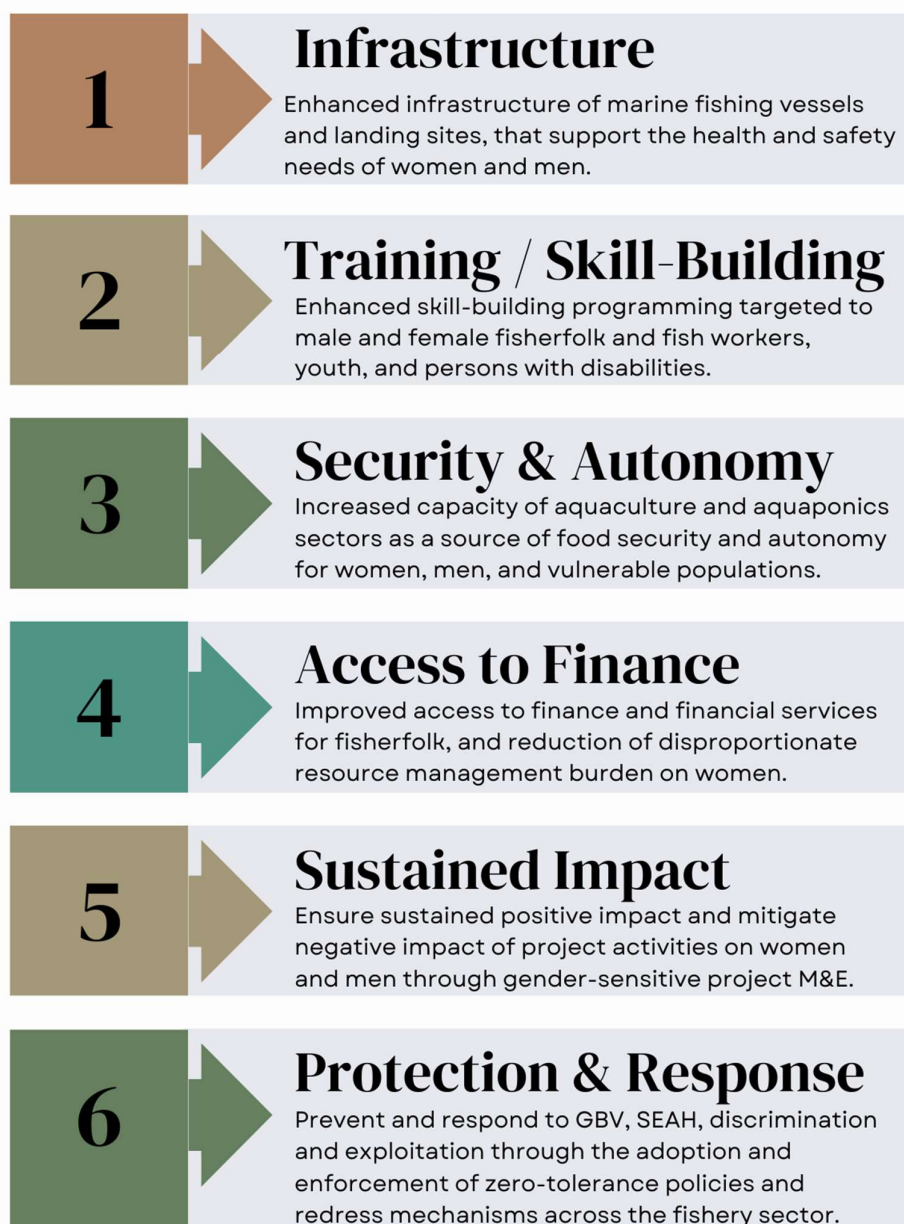 1
Infrastructure
Enhanced infrastructure of marine fishing vessels
and landing sites, that support the health and safety
needs of women and men.
2
Training / Skill-Building
Enhanced skill-building programming targeted to
male and female fisherfolk and fish workers,
youth, and persons with disabilities.
3
Security & Autonomy
Increased capacity of aquaculture and aquaponics
sectors as a source of food security and autonomy
for women, men, and vulnerable populations.
4
Access to Finance
Improved access to finance and financial services
for fisherfolk, and reduction of disproportionate
resource management burden on women.
5
Sustained Impact
Ensure sustained positive impact and mitigate
negative impact of project activities on women
and men through gender-sensitive project M&E.
6
Protection & Response
Prevent and respond to GBV, SEAH, discrimination
and exploitation through the adoption and
enforcement of zero-tolerance policies and
redress mechanisms across the fishery sector.